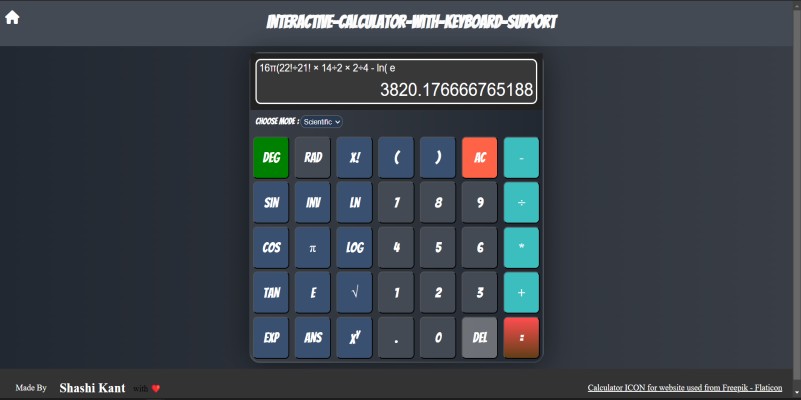 INTERACTIVE-CALCULATOR-WITH-KEYBOARD-SUPPORT
16π(22!÷21! × 14÷2 × 2÷4 - ln( e
3820.176666765188
CHOOSE MODE : Scientific
DEG RAD X! ( ) AC -
SIN INV LN 7 8 9 ÷
COS π LOG 4 5 6 *
TAN E √ 1 2 3 +
EXP ANS Xʸ . 0 DEL =
Made By Shashi Kant with ❤ Calculator ICON for website used from Freepik - Flaticon